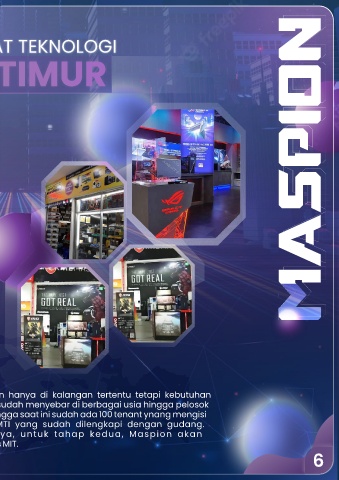 AT TEKNOLOGI
TIMUR
MASPION
GOT REAL
GOT REAL
n hanya di kalangan tertentu tetapi kebutuhan
sudah menyebar di berbagai usia hingga pelosok
ngga saat ini sudah ada 100 tenant ynang mengisi
MTI yang sudah dilengkapi dengan gudang.
ya, untuk tahap kedua, Maspion akan
s MIT.
6